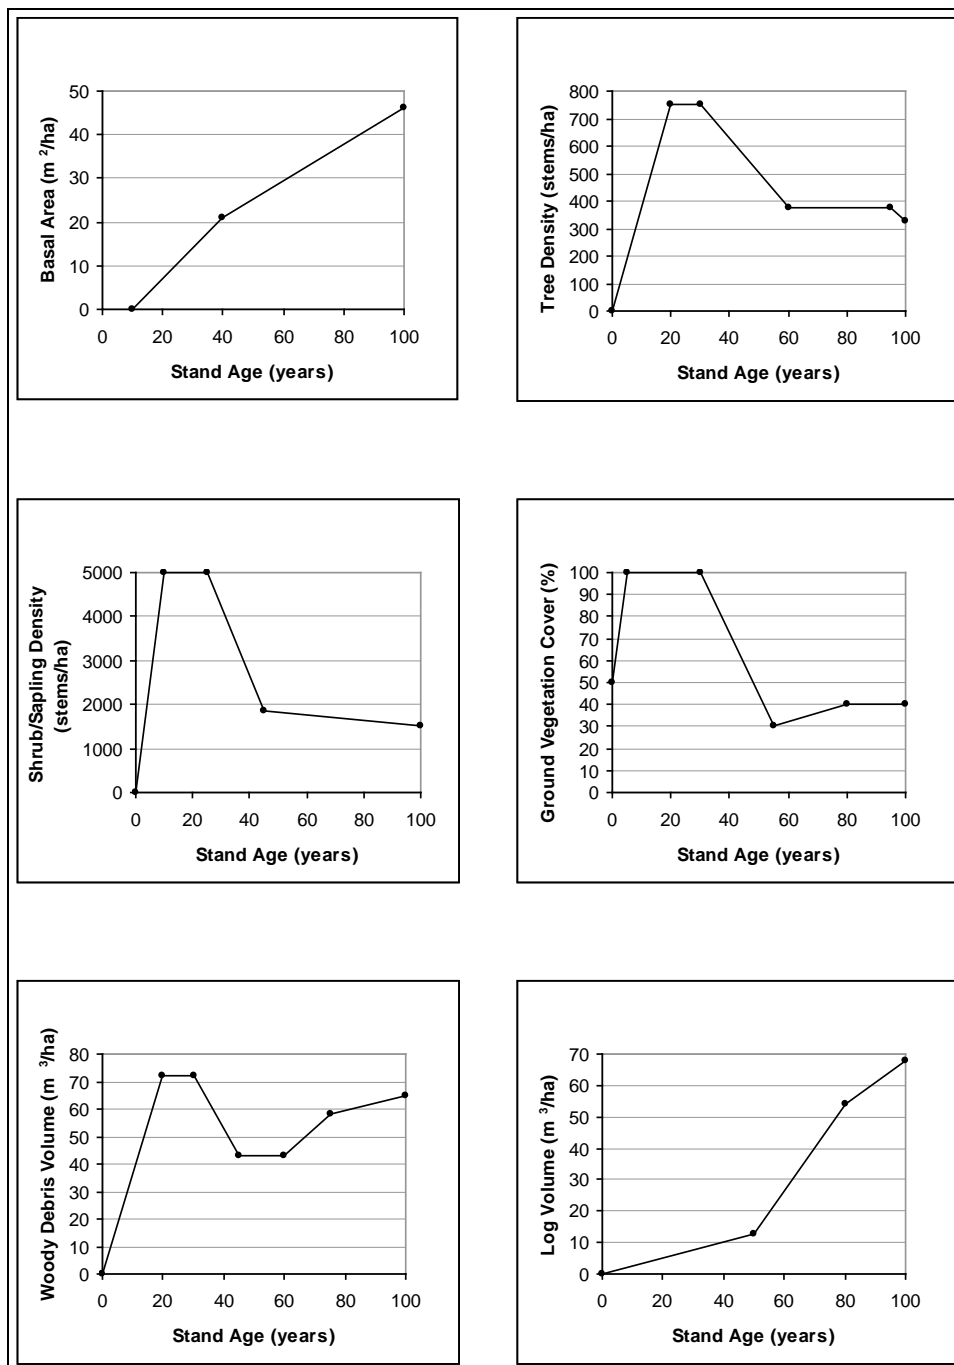 Basal Area (m ²/ha)
50
40
30
20
10
0
0 20 40 60 80 100
Stand Age (years)
Tree Density (stems/ha)
800
700
600
500
400
300
200
100
0
0 20 40 60 80 100
Stand Age (years)
Shrub/Sapling Density
(stems/ha)
5000
4000
3000
2000
1000
0
0 20 40 60 80 100
Stand Age (years)
Ground Vegetation Cover (%)
100
90
80
70
60
50
40
30
20
10
0
0 20 40 60 80 100
Stand Age (years)
Woody Debris Volume (m ³/ha)
80
70
60
50
40
30
20
10
0
0 20 40 60 80 100
Stand Age (years)
Log Volume (m ³/ha)
70
60
50
40
30
20
10
0
0 20 40 60 80 100
Stand Age (years)